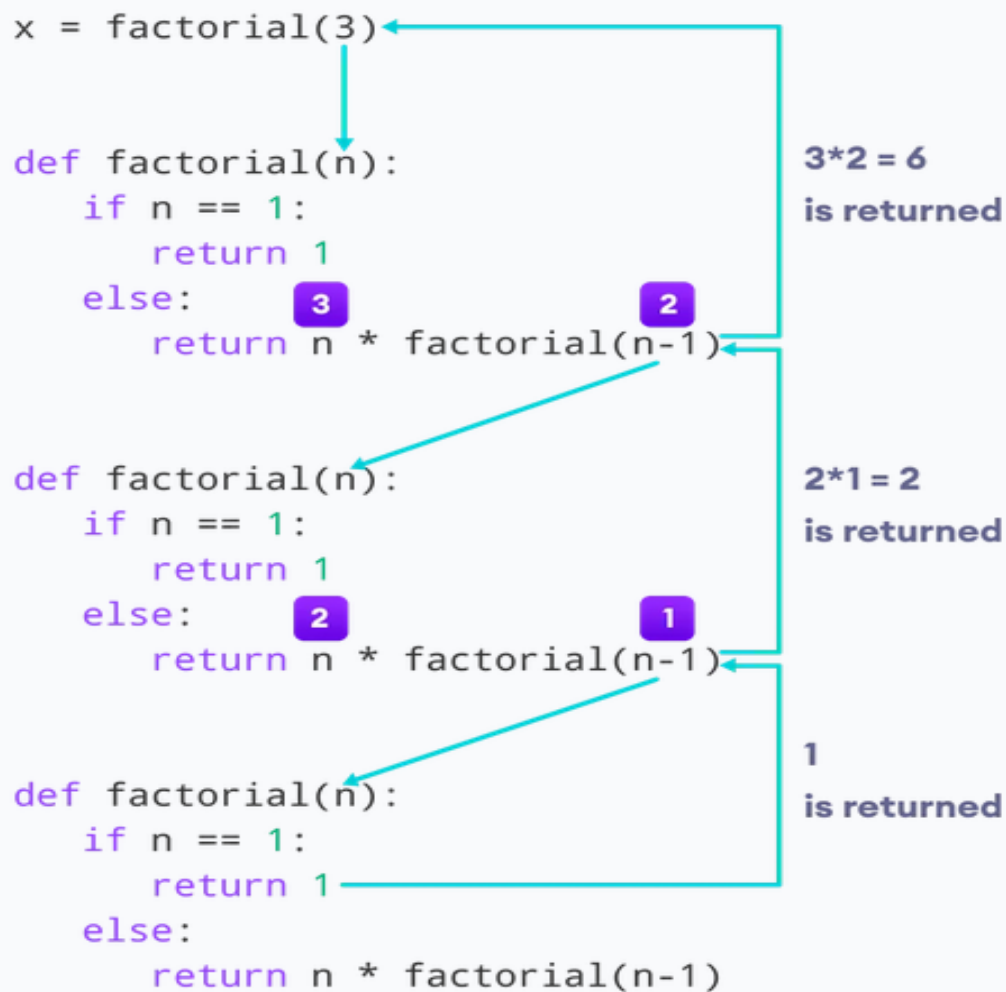 x = factorial(3)
def factorial(n):
if n == 1:
return 1
else:
3
2
return n * factorial(n-1)
3*2 = 6
is returned
def factorial(n):
if n == 1:
return 1
else:
2
1
return n * factorial(n-1)
2*1 = 2
is returned
def factorial(n):
if n == 1:
return 1
else:
return n * factorial(n-1)
1
is returned